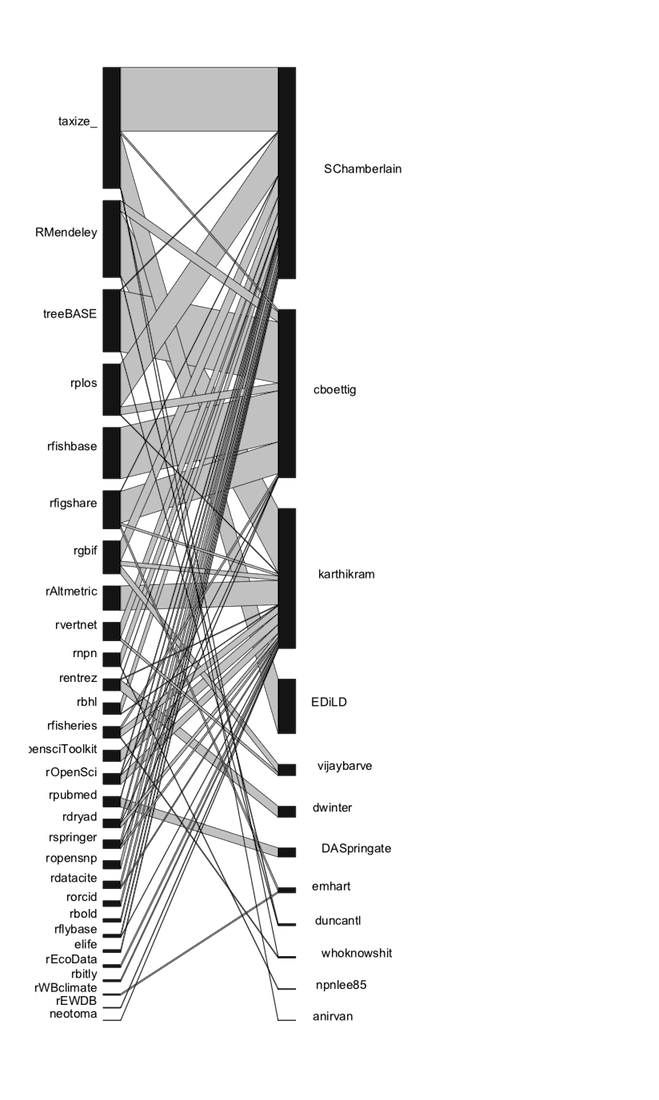 taxize_
RMendeley
treeBASE
rplos
rfishbase
rfigshare
rgbif
rAltmetric
rvertnet
rnpn
rentrez
rbhl
rfisheries
pensciToolkit
rOpenSci
rpubmed
rdryad
rspringer
ropensnp
rdatacite
rorcid
rbold
rflybase
elife
rEcoData
rbitly
rWBclimate
rEWDB
neotoma
SChamberlain
cboettig
karthikram
EDiLD
vijaybarve
dwinter
DASpringate
emhart
duncantl
whoknowshit
npnlee85
anirvan